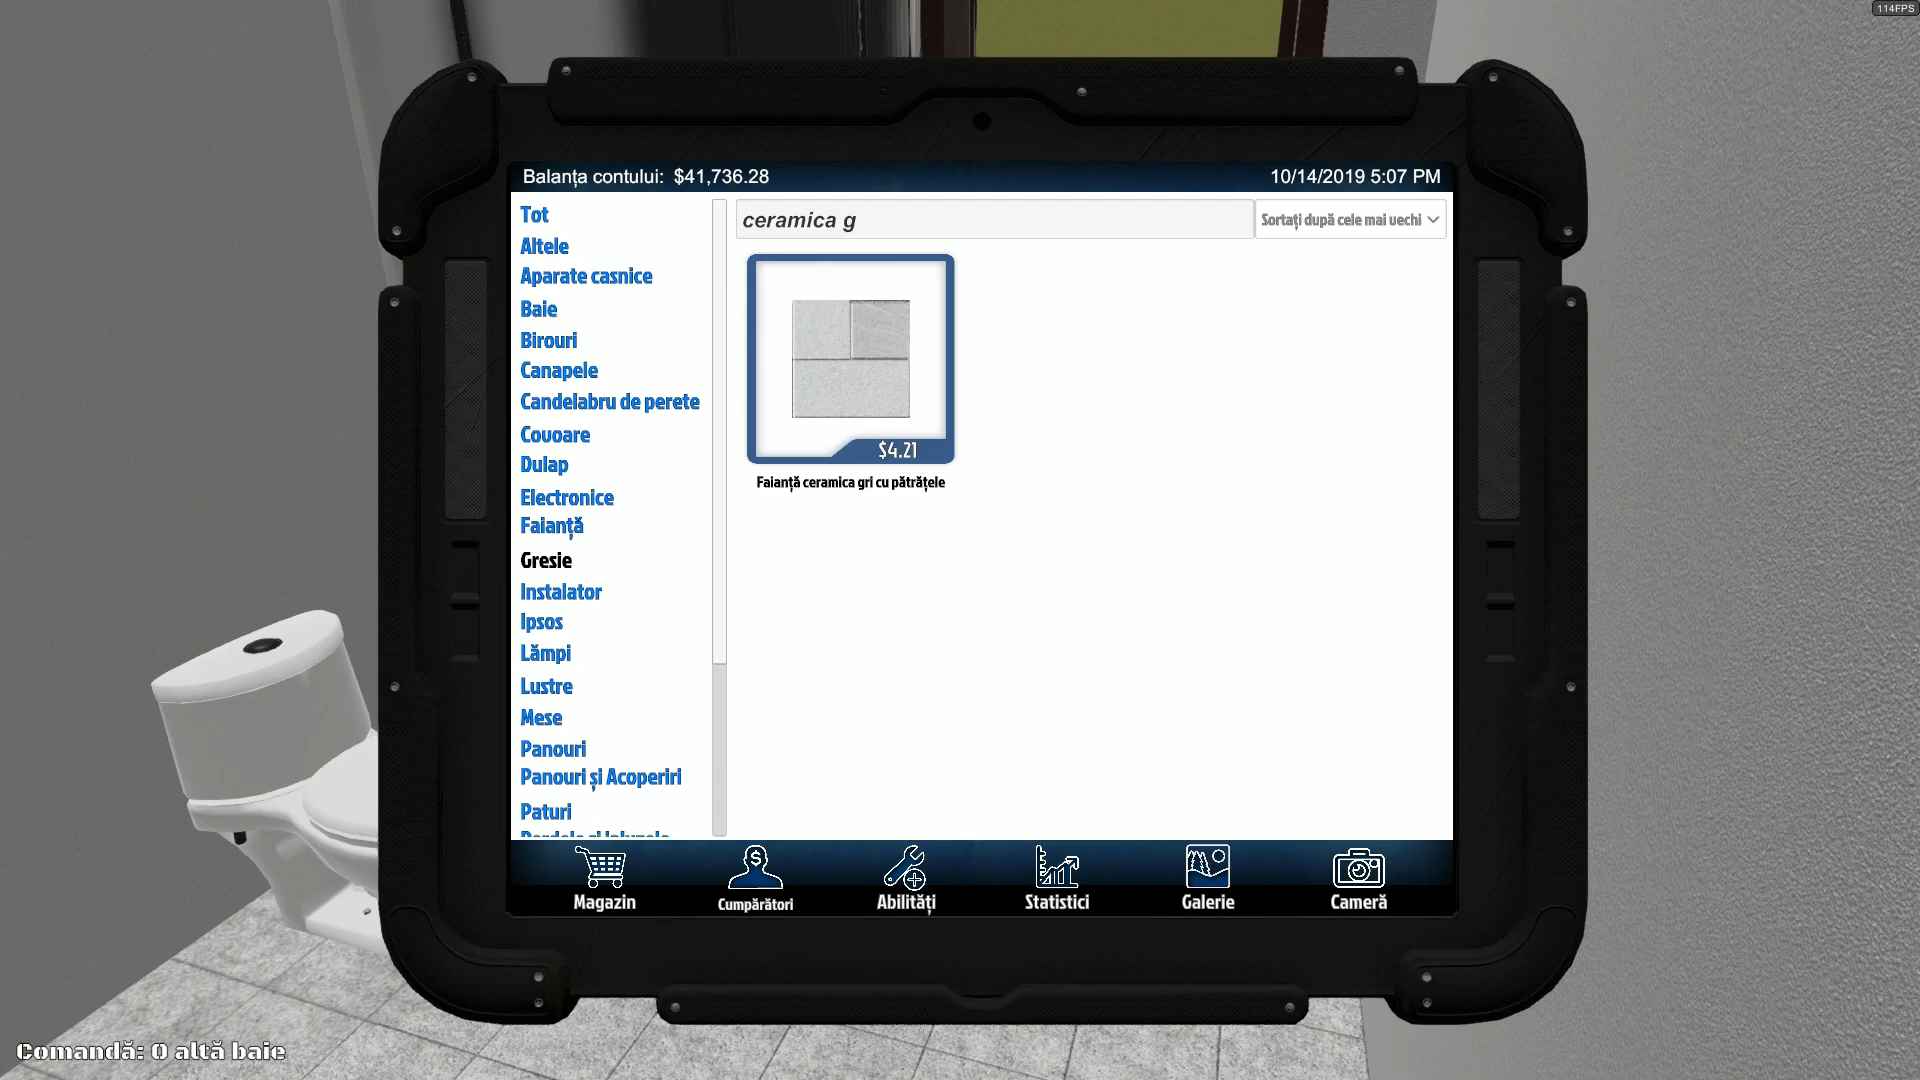 114FPS
Balanța contului: $41,736.28
10/14/2019 5:07 PM
Tot
Altele
Aparate casnice
Baie
Birouri
Canapele
Candelabru de perete
Covoare
Dulap
Electronice
Faianță
Gresie
Instalator
Ipsos
Lămpi
Lustre
Mese
Panouri
Panouri și Acoperiri
Paturi
ceramica g
Sortați după cele mai vechi
$4.21
Faianță ceramica gri cu pătrățele
Magazin
Cumpărători
Abilități
Statistici
Galerie
Cameră
Comandă: O altă baie